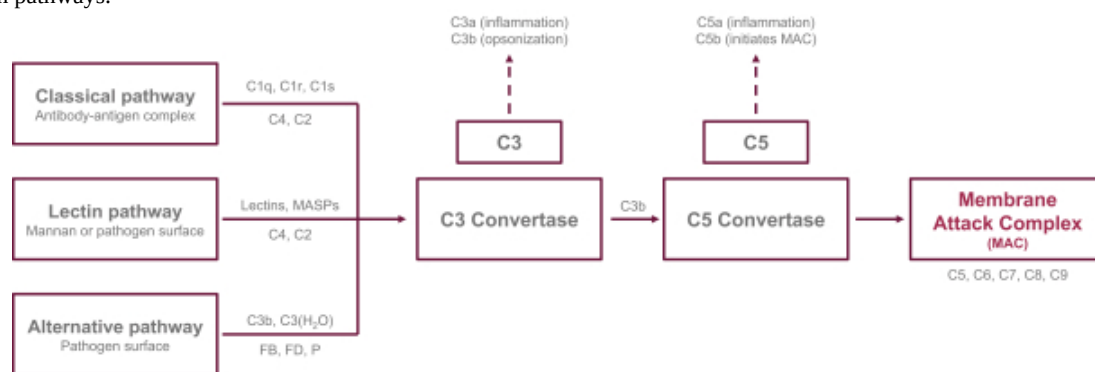 pathways.
C3a (inflammation)
C3b (opsonization)
C5a (inflammation)
C5b (initiates MAC)
Classical pathway
Antibody-antigen complex
C1q, C1r, C1s
C4, C2
C3
C5
Lectin pathway
Mannan or pathogen surface
Lectins, MASPs
C4, C2
C3 Convertase
C3b
C5 Convertase
Membrane
Attack Complex
(MAC)
C5, C6, C7, C8, C9
Alternative pathway
Pathogen surface
C3b, C3(H₂O)
FB, FD, P